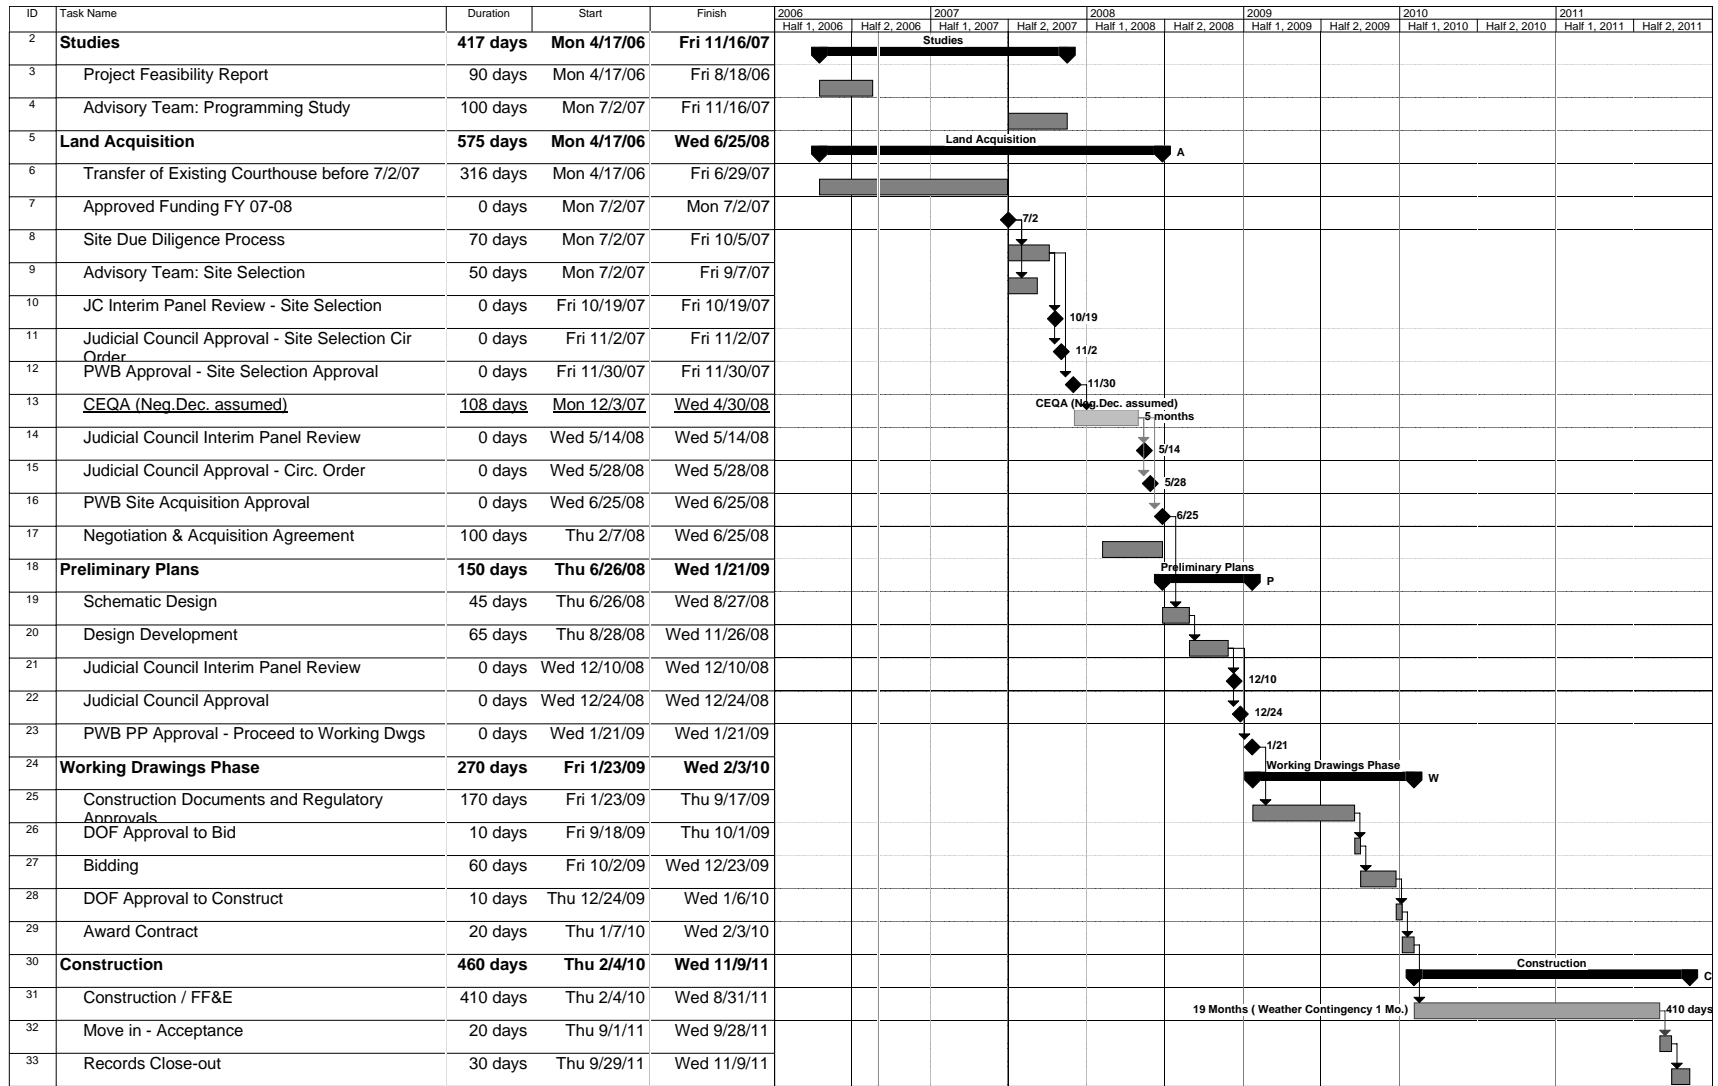 ID Task Name Duration Start Finish 2006 2007 2008 2009 2010 2011
Half 1, 2006 Half 2, 2006 Half 1, 2007 Half 2, 2007 Half 1, 2008 Half 2, 2008 Half 1, 2009 Half 2, 2009 Half 1, 2010 Half 2, 2010 Half 1, 2011 Half 2, 2011
2 Studies 417 days Mon 4/17/06 Fri 11/16/07 Studies
3 Project Feasibility Report 90 days Mon 4/17/06 Fri 8/18/06
4 Advisory Team: Programming Study 100 days Mon 7/2/07 Fri 11/16/07
5 Land Acquisition 575 days Mon 4/17/06 Wed 6/25/08 Land Acquisition A
6 Transfer of Existing Courthouse before 7/2/07 316 days Mon 4/17/06 Fri 6/29/07
7 Approved Funding FY 07-08 0 days Mon 7/2/07 Mon 7/2/07 7/2
8 Site Due Diligence Process 70 days Mon 7/2/07 Fri 10/5/07
9 Advisory Team: Site Selection 50 days Mon 7/2/07 Fri 9/7/07
10 JC Interim Panel Review - Site Selection 0 days Fri 10/19/07 Fri 10/19/07 10/19
11 Judicial Council Approval - Site Selection Cir 0 days Fri 11/2/07 Fri 11/2/07 11/2
Order
12 PWB Approval - Site Selection Approval 0 days Fri 11/30/07 Fri 11/30/07 11/30
13 CEQA (Neg.Dec. assumed) 108 days Mon 12/3/07 Wed 4/30/08 CEQA (Neg.Dec. assumed)
5 months
14 Judicial Council Interim Panel Review 0 days Wed 5/14/08 Wed 5/14/08 5/14
15 Judicial Council Approval - Circ. Order 0 days Wed 5/28/08 Wed 5/28/08 5/28
16 PWB Site Acquisition Approval 0 days Wed 6/25/08 Wed 6/25/08 6/25
17 Negotiation & Acquisition Agreement 100 days Thu 2/7/08 Wed 6/25/08
18 Preliminary Plans 150 days Thu 6/26/08 Wed 1/21/09 Preliminary Plans P
19 Schematic Design 45 days Thu 6/26/08 Wed 8/27/08
20 Design Development 65 days Thu 8/28/08 Wed 11/26/08
21 Judicial Council Interim Panel Review 0 days Wed 12/10/08 Wed 12/10/08 12/10
22 Judicial Council Approval 0 days Wed 12/24/08 Wed 12/24/08 12/24
23 PWB PP Approval - Proceed to Working Dwgs 0 days Wed 1/21/09 Wed 1/21/09 1/21
24 Working Drawings Phase 270 days Fri 1/23/09 Wed 2/3/10 Working Drawings Phase W
25 Construction Documents and Regulatory 170 days Fri 1/23/09 Thu 9/17/09
Approvals
26 DOF Approval to Bid 10 days Fri 9/18/09 Thu 10/1/09
27 Bidding 60 days Fri 10/2/09 Wed 12/23/09
28 DOF Approval to Construct 10 days Thu 12/24/09 Wed 1/6/10
29 Award Contract 20 days Thu 1/7/10 Wed 2/3/10
30 Construction 460 days Thu 2/4/10 Wed 11/9/11 Construction C
31 Construction / FF&E 410 days Thu 2/4/10 Wed 8/31/11 19 Months ( Weather Contingency 1 Mo.) 410 days
32 Move in - Acceptance 20 days Thu 9/1/11 Wed 9/28/11
33 Records Close-out 30 days Thu 9/29/11 Wed 11/9/11